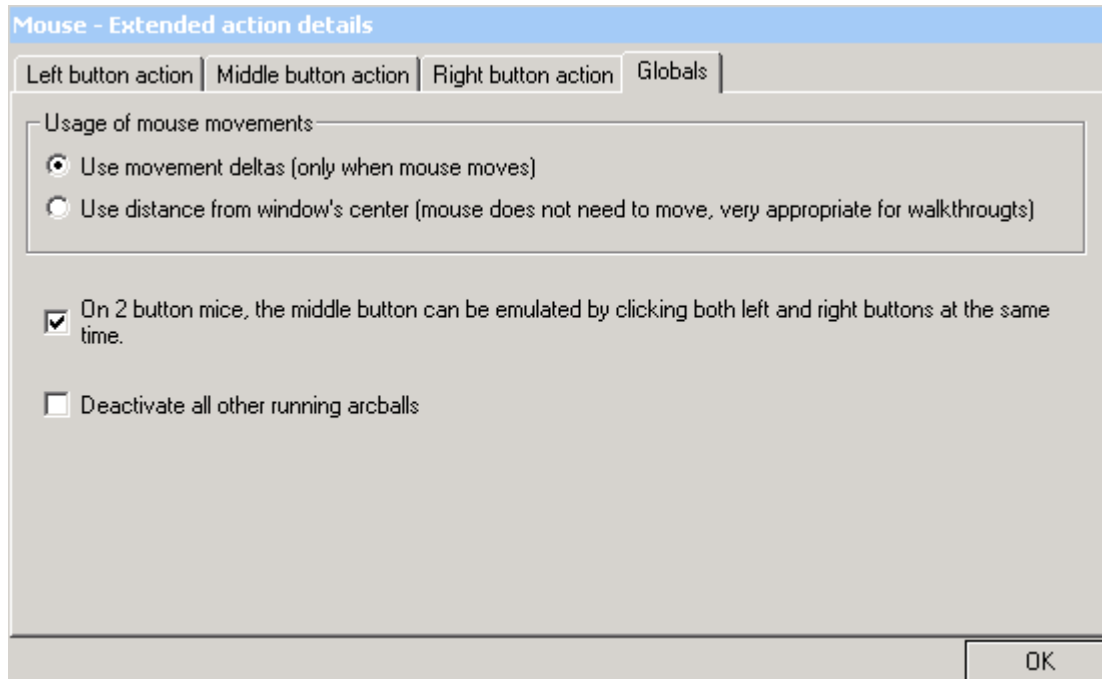 Mouse - Extended action details
Left button action Middle button action Right button action Globals
Usage of mouse movements
Use movement deltas (only when mouse moves)
Use distance from window's center (mouse does not need to move, very appropriate for walkthrougts)
On 2 button mice, the middle button can be emulated by clicking both left and right buttons at the same
time.
Deactivate all other running arcballs
OK